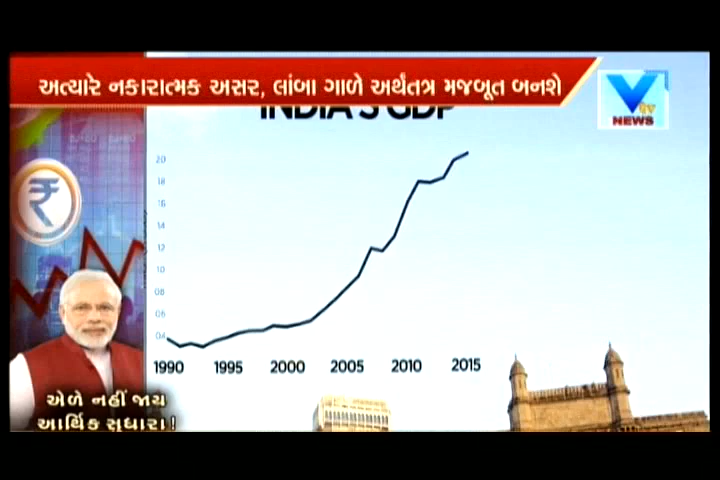 અત્યારે નકારાત્મક અસર, લાંબા ગાળે અર્થતંત્ર મજબૂત બનશે
V
દેવ
NEWS
INDIA'S GDP
₹
20
18
16
14
12
10
08
06
04
1990 1995 2000 2005 2010 2015
એળે નહીં જાય
આર્થિક સુધારા!